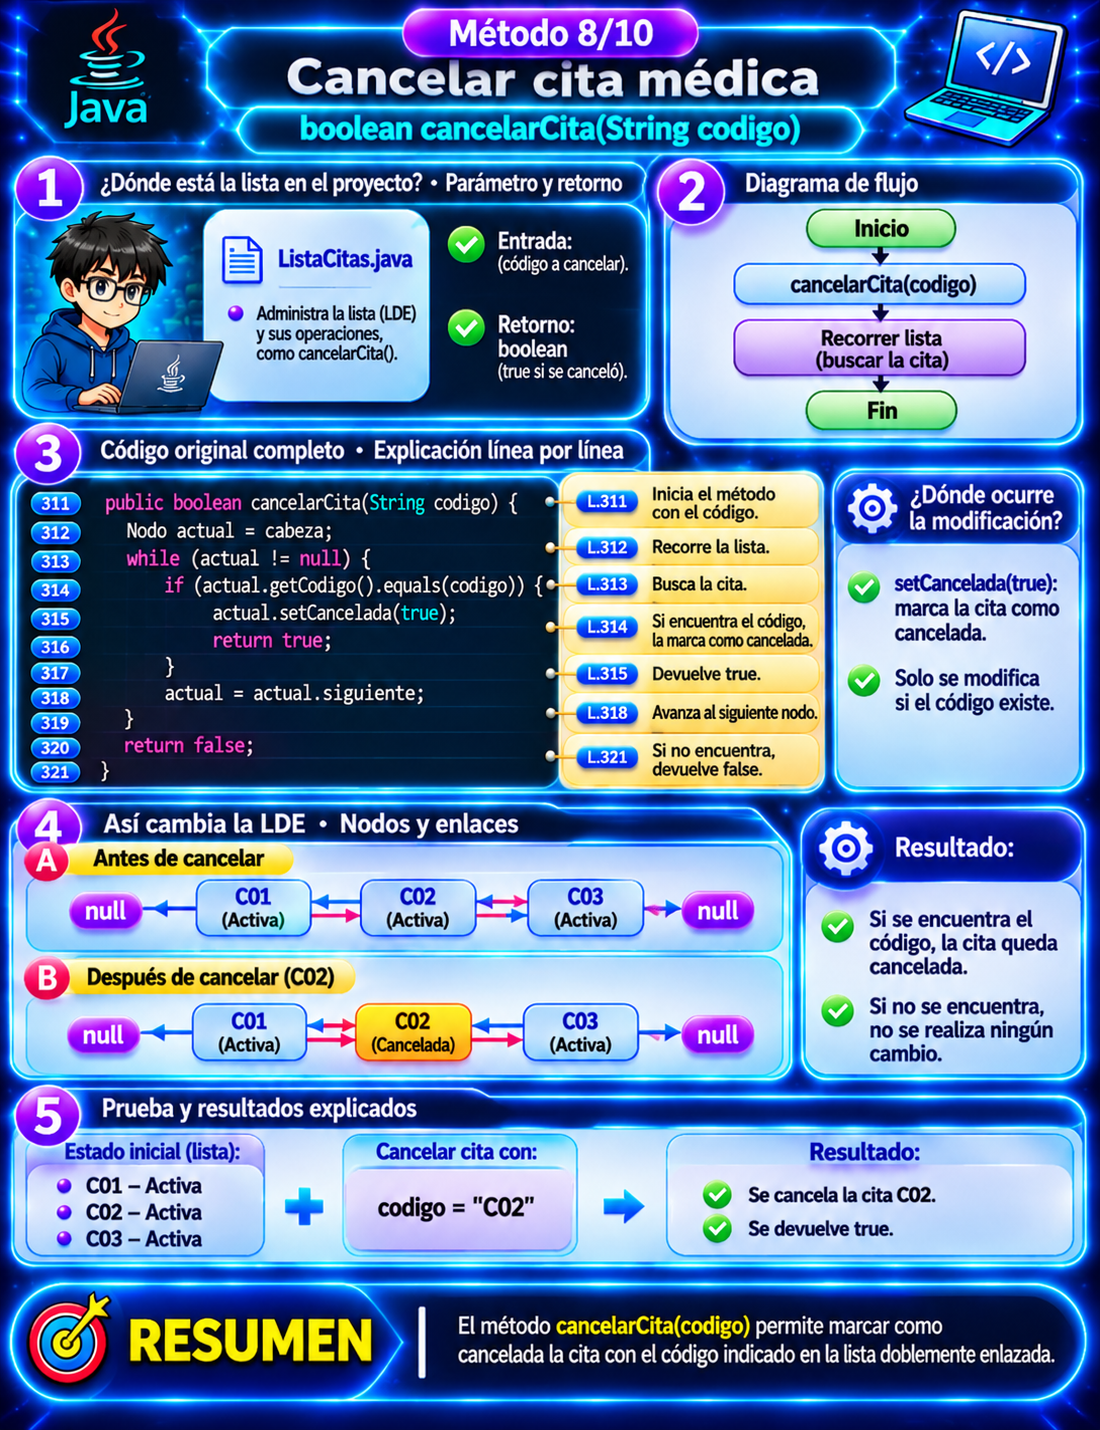 Java
Método 8/10
Cancelar cita médica
boolean cancelarCita(String codigo)
</>
1
¿Dónde está la lista en el proyecto? • Parámetro y retorno
ListaCitas.java
Administra la lista (LDE)
y sus operaciones,
como cancelarCita().
Entrada:
(código a cancelar).
Retorno:
boolean
(true si se canceló).
2
Diagrama de flujo
Inicio
cancelarCita(codigo)
Recorrer lista
(buscar la cita)
Fin
3
Código original completo • Explicación línea por línea
311 public boolean cancelarCita(String codigo) {
312 Nodo actual = cabeza;
313 while (actual != null) {
314 if (actual.getCodigo().equals(codigo)) {
315 actual.setCancelada(true);
316 return true;
317 }
318 actual = actual.siguiente;
319 }
320 return false;
321 }
L.311 Inicia el método
con el código.
L.312 Recorre la lista.
L.313 Busca la cita.
L.314 Si encuentra el código,
la marca como cancelada.
L.315 Devuelve true.
L.318 Avanza al siguiente nodo.
L.321 Si no encuentra,
devuelve false.
¿Dónde ocurre
la modificación?
setCancelada(true):
marca la cita como
cancelada.
Solo se modifica
si el código existe.
4
Así cambia la LDE • Nodos y enlaces
A Antes de cancelar
null C01 (Activa) C02 (Activa) C03 (Activa) null
B Después de cancelar (C02)
null C01 (Activa) C02 (Cancelada) C03 (Activa) null
Resultado:
Si se encuentra el
código, la cita queda
cancelada.
Si no se encuentra,
no se realiza ningún
cambio.
5
Prueba y resultados explicados
Estado inicial (lista):
C01 – Activa
C02 – Activa
C03 – Activa
Cancelar cita con:
codigo = "C02"
Resultado:
Se cancela la cita C02.
Se devuelve true.
RESUMEN
El método cancelarCita(codigo) permite marcar como
cancelada la cita con el código indicado en la lista doblemente enlazada.